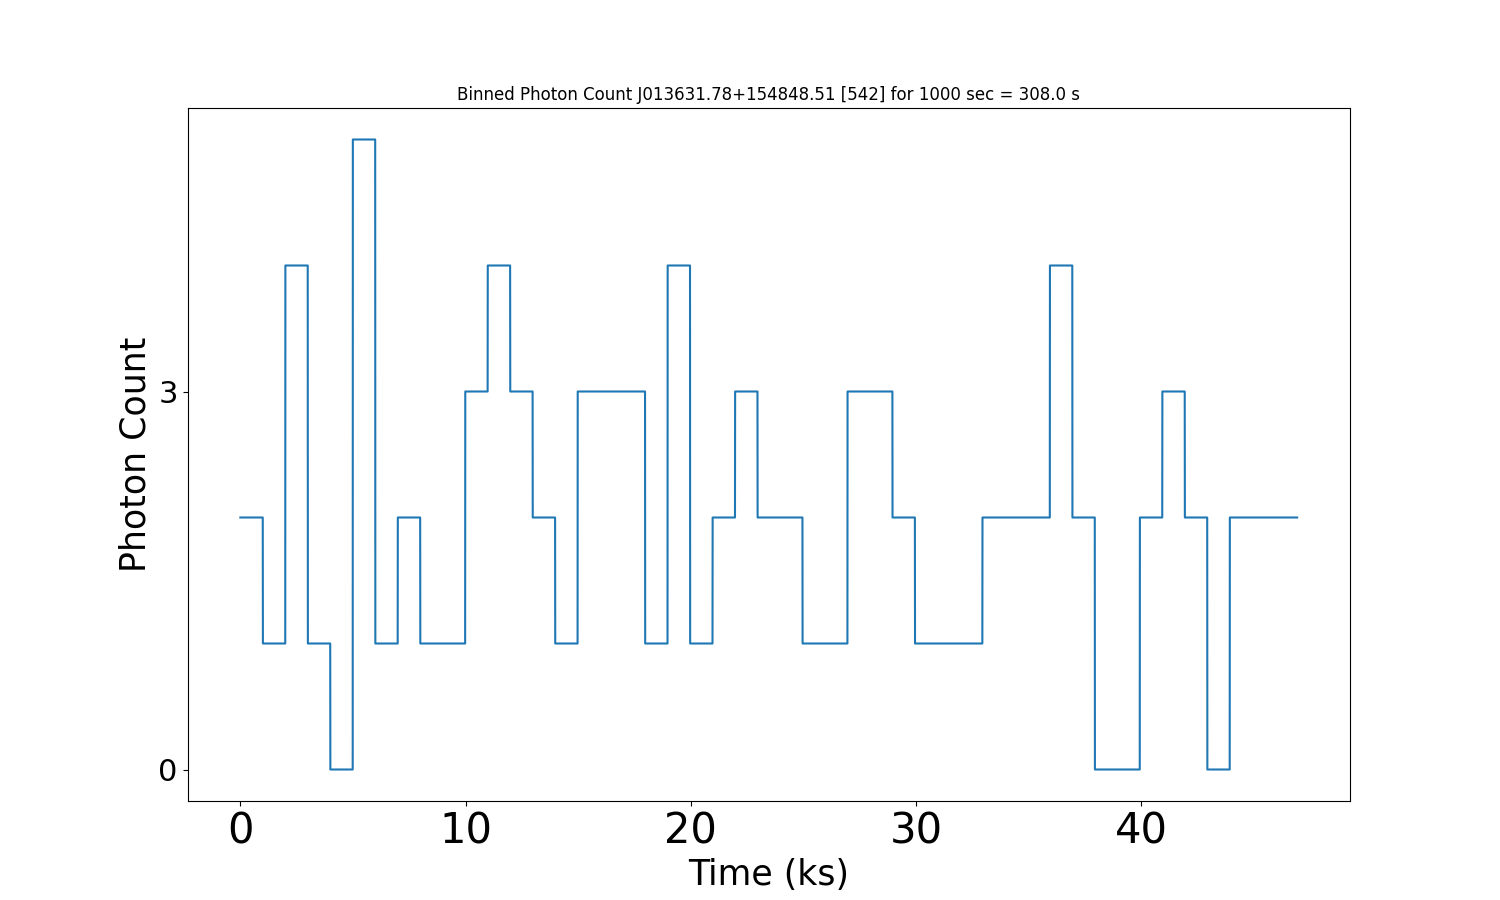 Binned Photon Count J013631.78+154848.51 [542] for 1000 sec = 308.0 s
Photon Count
3
0
0 10 20 30 40
Time (ks)